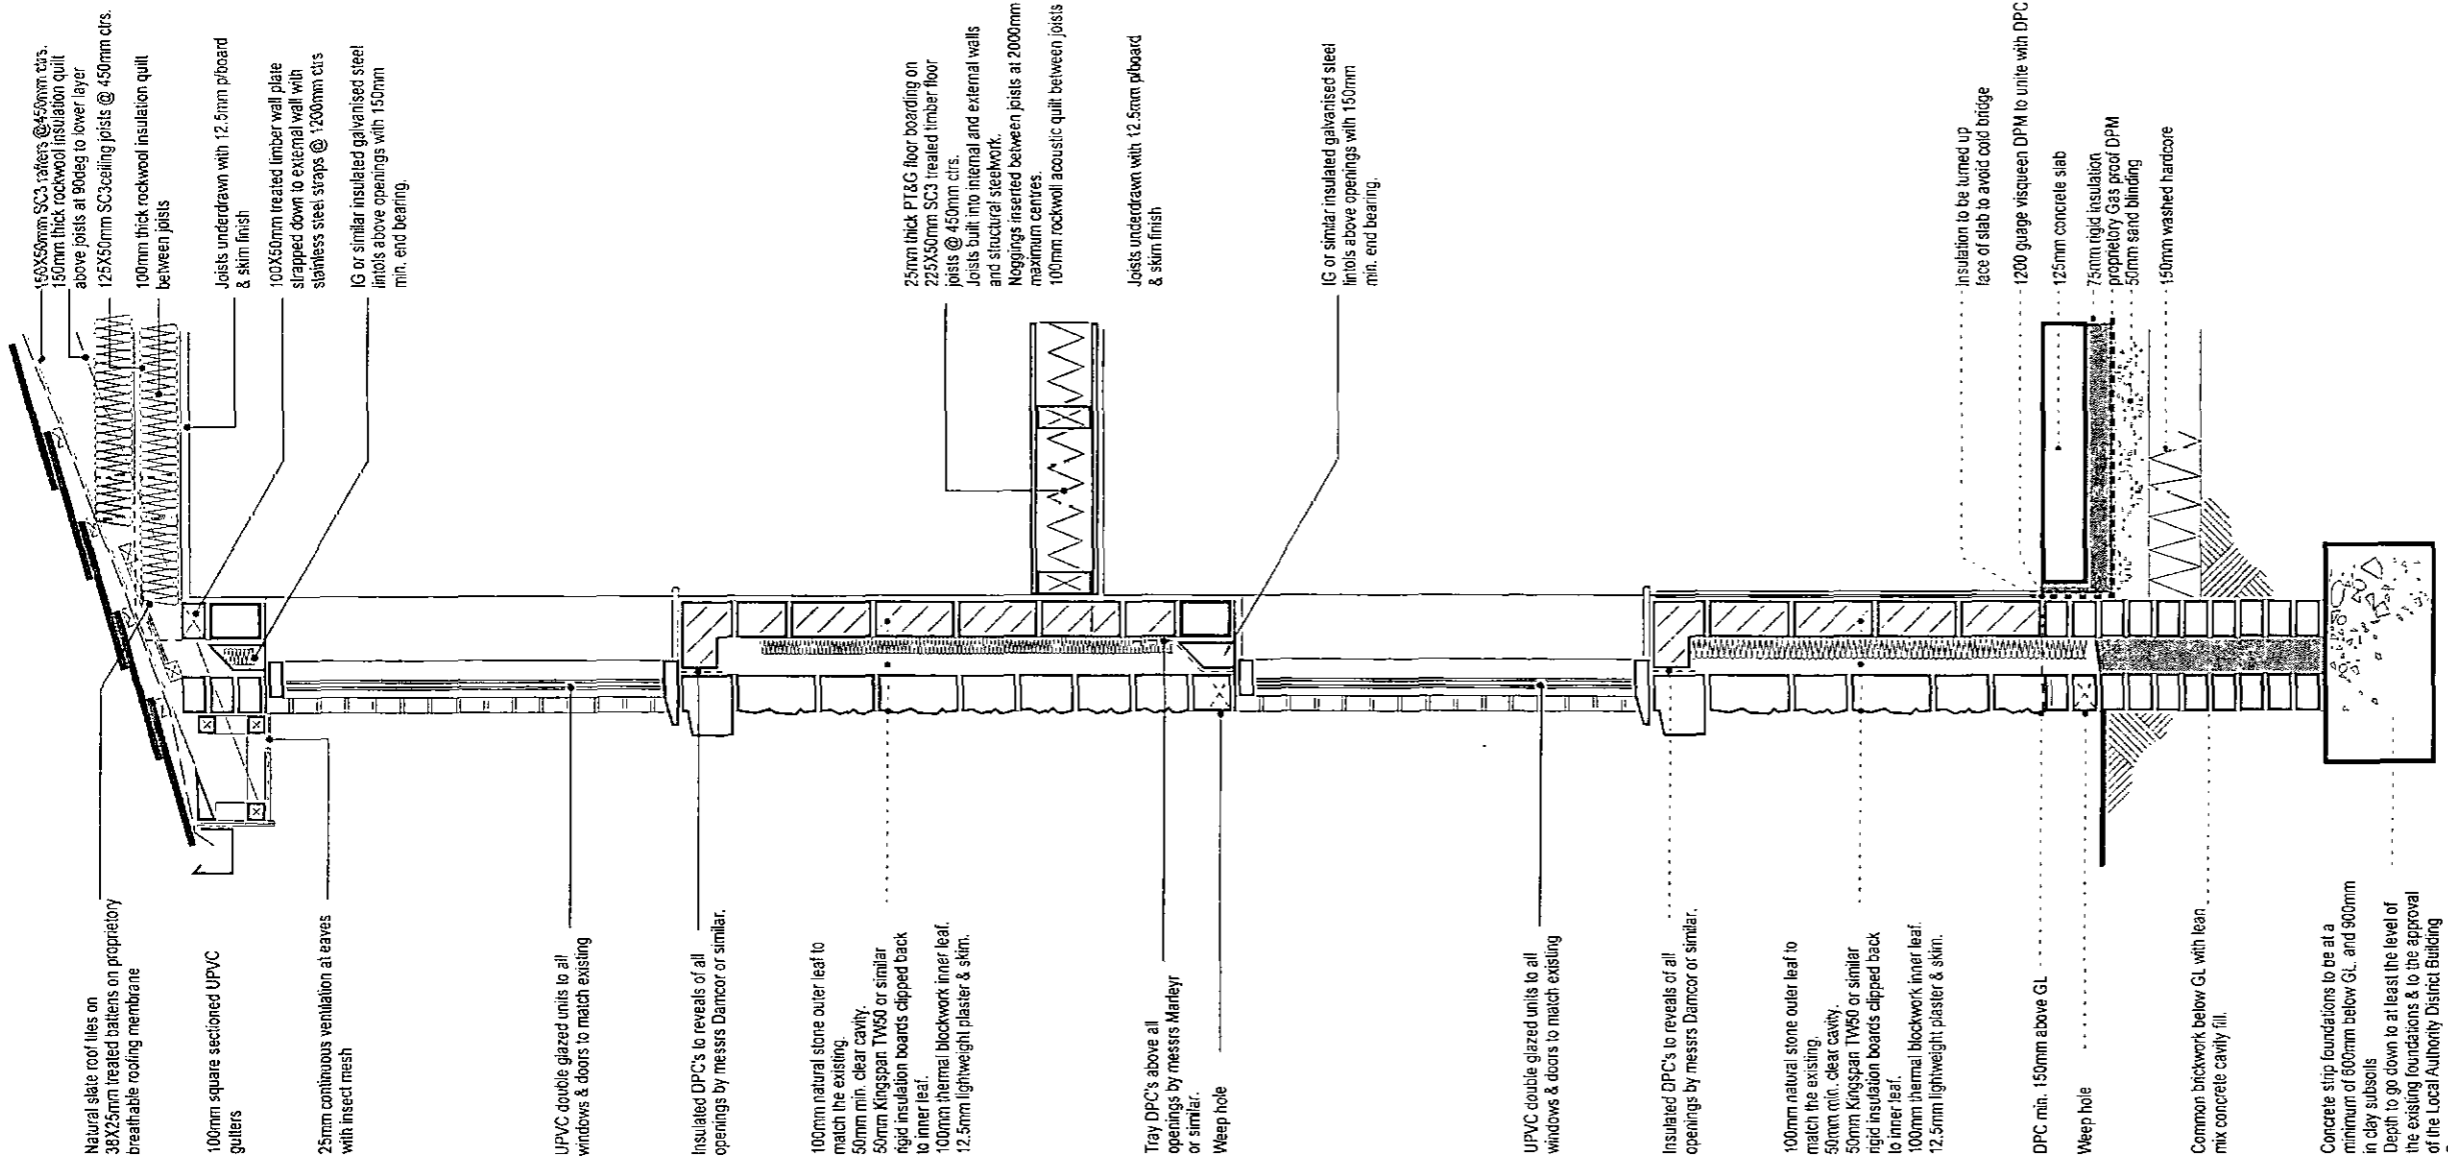 Natural slate roof tiles on
38X25mm treated battens on proprietory
breathable roofing membrane
100mm square sectioned UPVC
gutters
25mm continuous ventilation at eaves
with insect mesh
UPVC double glazed units to all
windows & doors to match existing
Insulated DPC's to reveals of all
openings by messrs Damcor or similar.
100mm natural stone outer leaf to
match the existing.
50mm min. clear cavity.
50mm Kingspan TW50 or similar
rigid insulation boards clipped back
to inner leaf.
100mm thermal blockwork inner leaf.
12.5mm lightweight plaster & skim.
Tray DPC's above all
openings by messrs Marleyr
or similar.
Weep hole
UPVC double glazed units to all
windows & doors to match existing
Insulated DPC's to reveals of all
openings by messrs Damcor or similar.
100mm natural stone outer leaf to
match the existing.
50mm min. clear cavity.
50mm Kingspan TW50 or similar
rigid insulation boards clipped back
to inner leaf.
100mm thermal blockwork inner leaf.
12.5mm lightweight plaster & skim.
DPC min. 150mm above GL
Weep hole
Common brickwork below GL with lean
mix concrete cavity fill.
Concrete strip foundations to be at a
minimum of 600mm below GL. and 900mm
in clay subsoils
Depth to go down to at least the level of
the existing foundations & to the approval
of the Local Authority District Building
150X50mm SC3 rafters @450mm ctrs.
150mm thick rockwool insulation quilt
above joists at 90deg to lower layer
125X50mm SC3ceiling joists @ 450mm ctrs.
100mm thick rockwool insulation quilt
between joists
Joists underdrawn with 12.5mm p/board
& skim finish
100X50mm treated timber wall plate
strapped down to external wall with
stainless steel straps @ 1200mm ctrs
IG or similar insulated galvanised steel
lintols above openings with 150mm
min. end bearing.
25mm thick PT&G floor boarding on
225X50mm SC3 treated timber floor
joists @ 450mm ctrs.
Joists built into internal and external walls
and structural steelwork.
Noggings inserted between joists at 2000mm
maximum centres.
100mm rockwoll acoustic quilt between joists
Joists underdrawn with 12.5mm p/board
& skim finish
IG or similar insulated galvanised steel
lintols above openings with 150mm
min. end bearing.
insulation to be turned up
face of slab to avoid cold bridge
1200 guage visqueen DPM to unite with DPC
125mm concrete slab
75mm rigid insulation
proprietory Gas proof DPM
50mm sand blinding
150mm washed hardcore